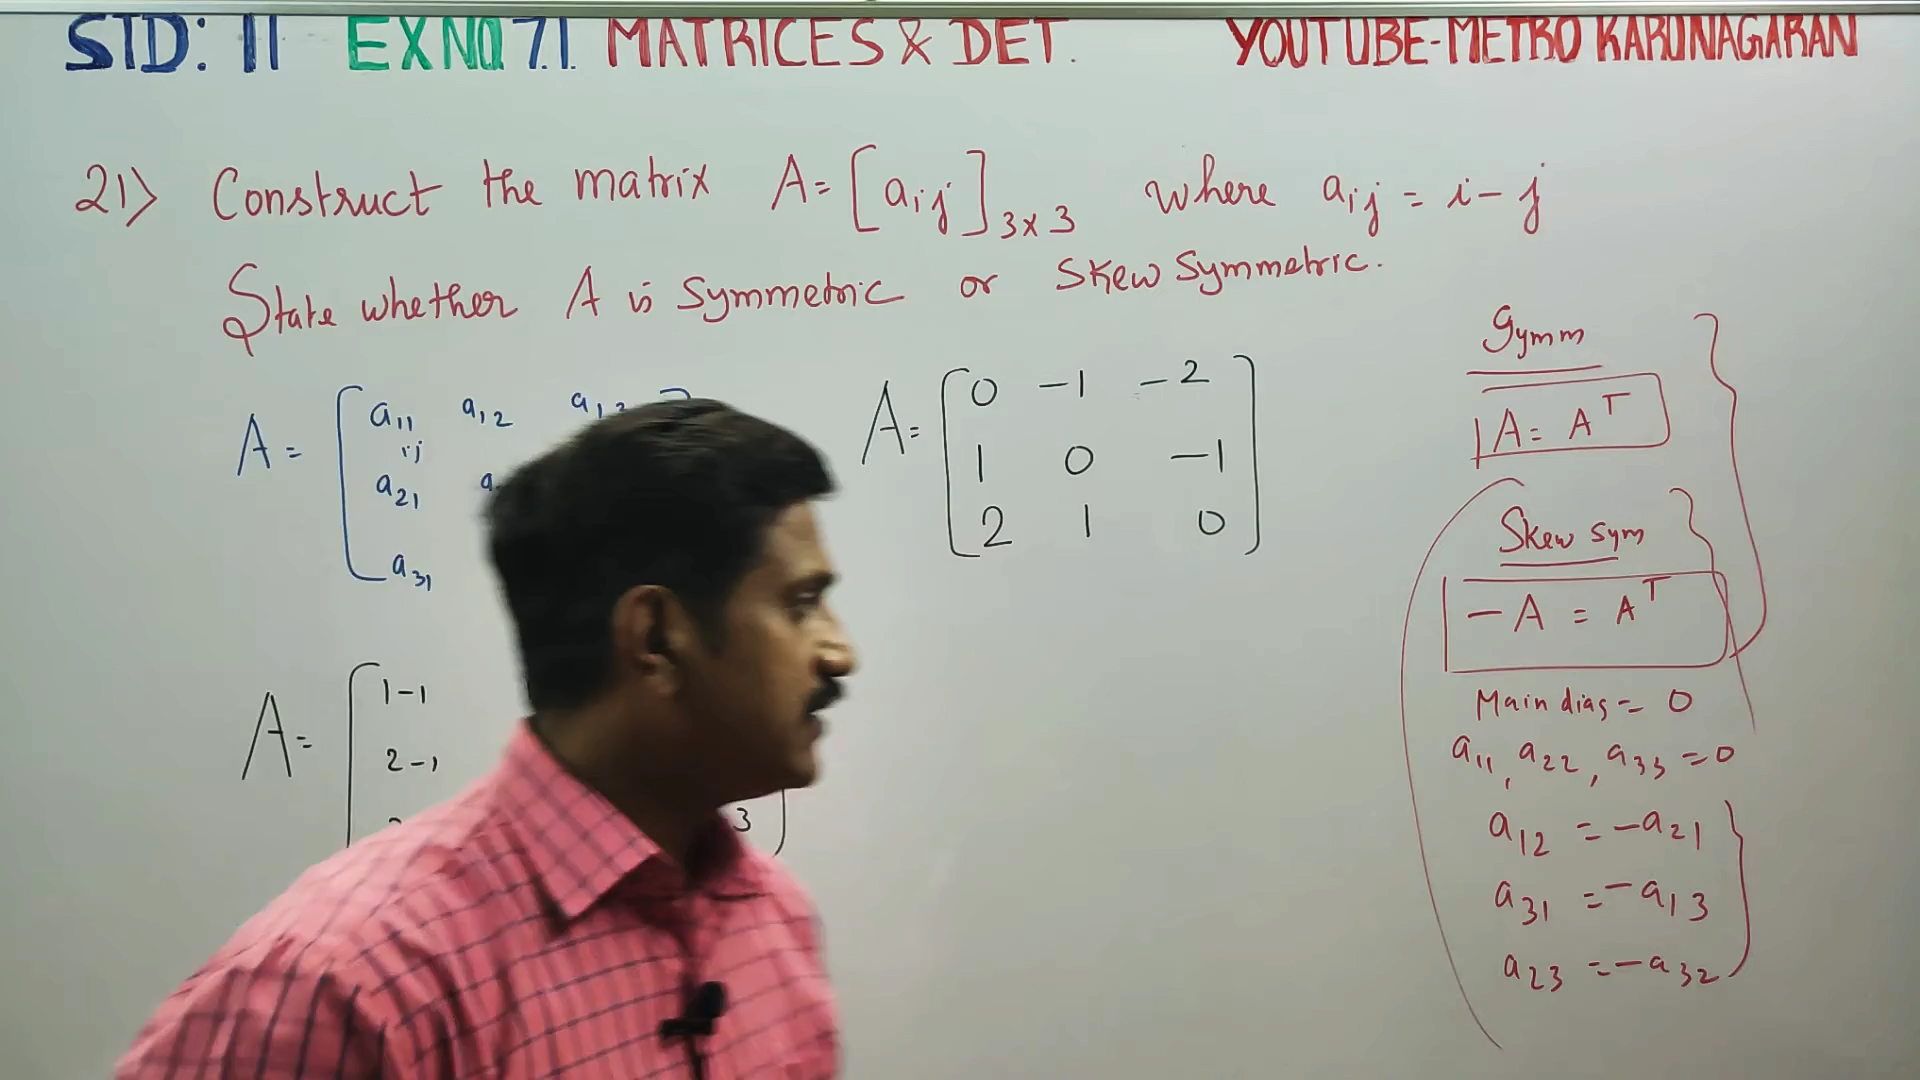 STD: 11 EX NO 7.1 MATRICES & DET. YOUTUBE-METRO KARUNAGARAN
21) Construct the matrix A = [aij]3x3 where aij = i - j
State whether A is Symmetric or Skew Symmetric.
A = [a11 a12
ij
a21
a31
A = [1-1
2-1
3
A = [0 -1 -2
1 0 -1
2 1 0]
Symm
A = A^T
Skew Sym
-A = A^T
Main diag = 0
a11, a22, a33 = 0
a12 = -a21
a31 = -a13
a23 = -a32